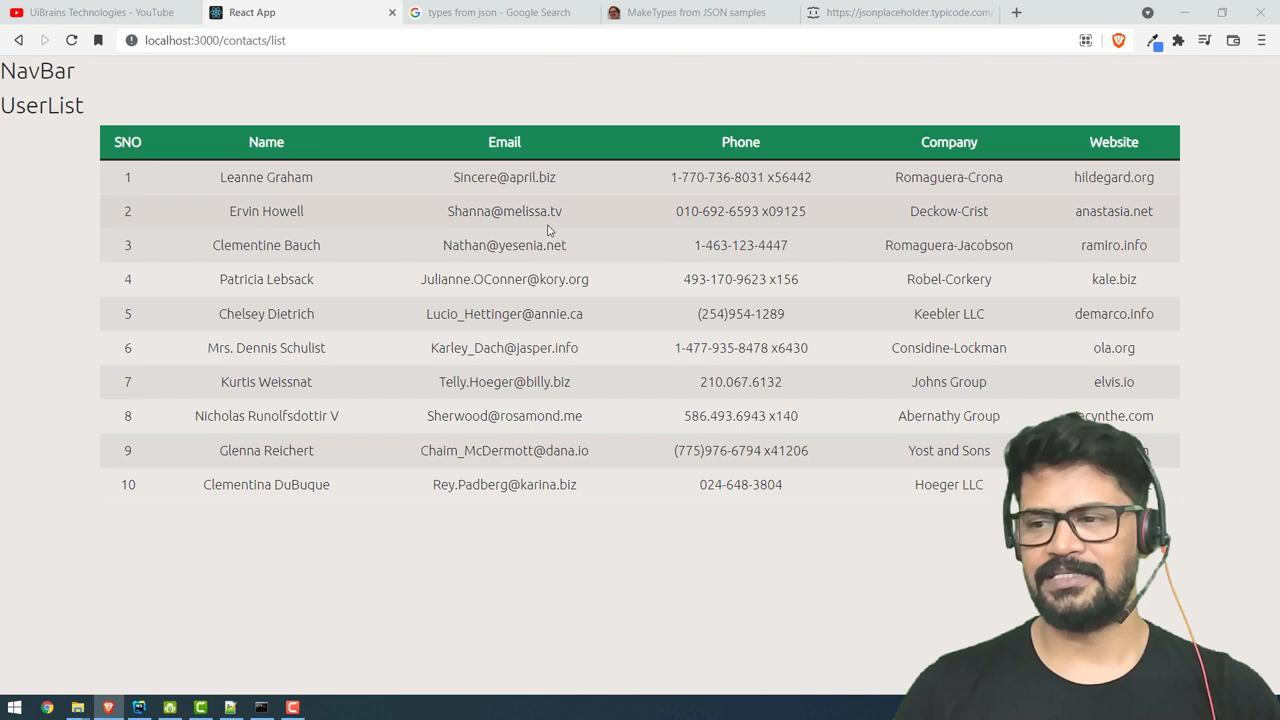 UiBrains Technologies - YouTube
React App
types from json - Google Search
MakeTypes from JSON samples
https://jsonplaceholder.typicode.com/
localhost:3000/contacts/list
NavBar
UserList
SNO Name Email Phone Company Website
1 Leanne Graham Sincere@april.biz 1-770-736-8031 x56442 Romaguera-Crona hildegard.org
2 Ervin Howell Shanna@melissa.tv 010-692-6593 x09125 Deckow-Crist anastasia.net
3 Clementine Bauch Nathan@yesenia.net 1-463-123-4447 Romaguera-Jacobson ramiro.info
4 Patricia Lebsack Julianne.OConner@kory.org 493-170-9623 x156 Robel-Corkery kale.biz
5 Chelsey Dietrich Lucio_Hettinger@annie.ca (254)954-1289 Keebler LLC demarco.info
6 Mrs. Dennis Schulist Karley_Dach@jasper.info 1-477-935-8478 x6430 Considine-Lockman ola.org
7 Kurtis Weissnat Telly.Hoeger@billy.biz 210.067.6132 Johns Group elvis.io
8 Nicholas Runolfsdottir V Sherwood@rosamond.me 586.493.6943 x140 Abernathy Group
9 Glenna Reichert Chaim_McDermott@dana.io (775)976-6794 x41206 Yost and Sons
10 Clementina DuBuque Rey.Padberg@karina.biz 024-648-3804 Hoeger LLC